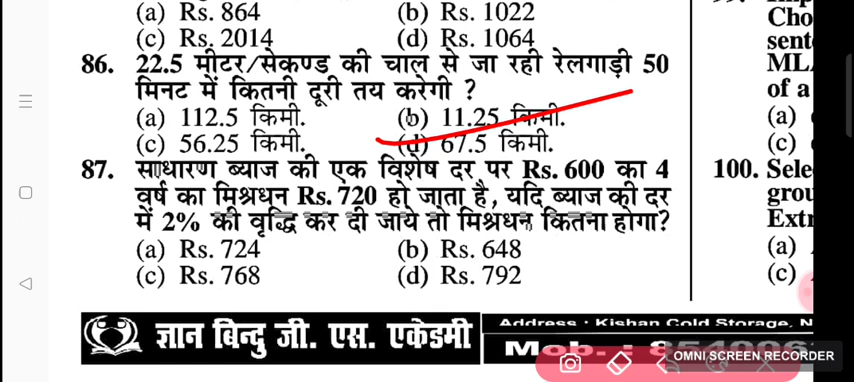 (a) Rs. 864 (b) Rs. 1022
(c) Rs. 2014 (d) Rs. 1064
86. 22.5 मीटर/सेकण्ड की चाल से जा रही रेलगाड़ी 50
मिनट में कितनी दूरी तय करेगी ?
(a) 112.5 किमी. (b) 11.25 किमी.
(c) 56.25 किमी. (d) 67.5 किमी.
87. साधारण ब्याज की एक विशेष दर पर Rs. 600 का 4
वर्ष का मिश्रधन Rs. 720 हो जाता है, यदि ब्याज की दर
में 2% की वृद्धि कर दी जाये तो मिश्रधन कितना होगा?
(a) Rs. 724 (b) Rs. 648
(c) Rs. 768 (d) Rs. 792
Cho
sent
ML
of a
(a)
(c)
100. Sele
grou
Extr
(a)
(c)
ज्ञान बिन्दु जी. एस. एकेडमी
Address : Kishan Cold Storage, N
Mob. :
OMNI SCREEN RECORDER